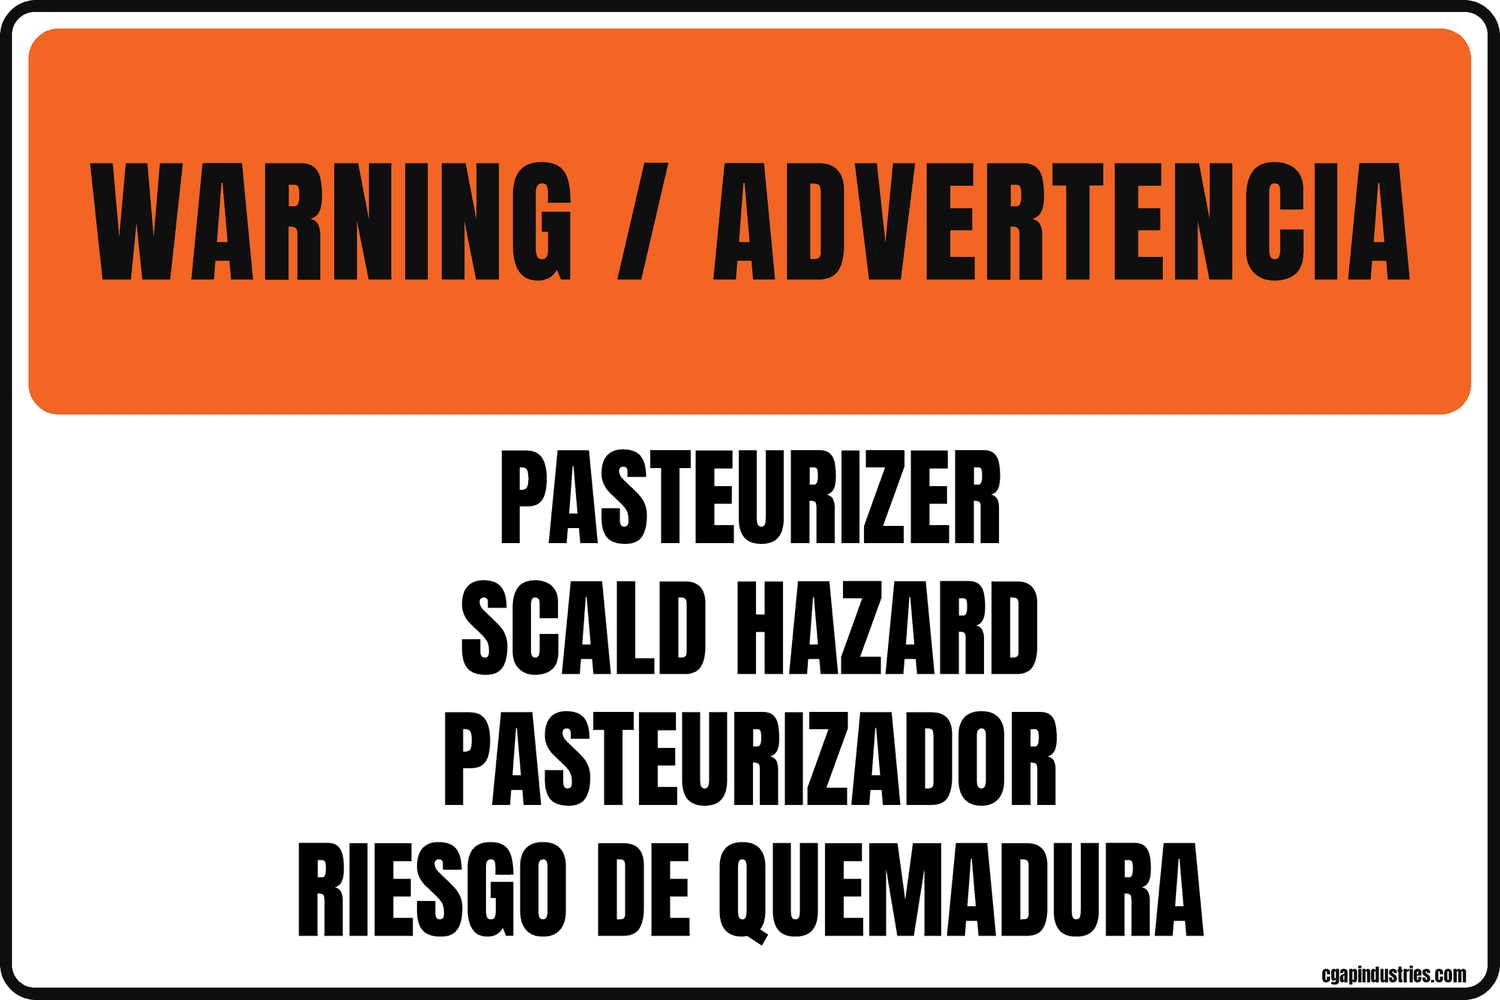 WARNING / ADVERTENCIA
PASTEURIZER
SCALD HAZARD
PASTEURIZADOR
RIESGO DE QUEMADURA
cgapindustries.com